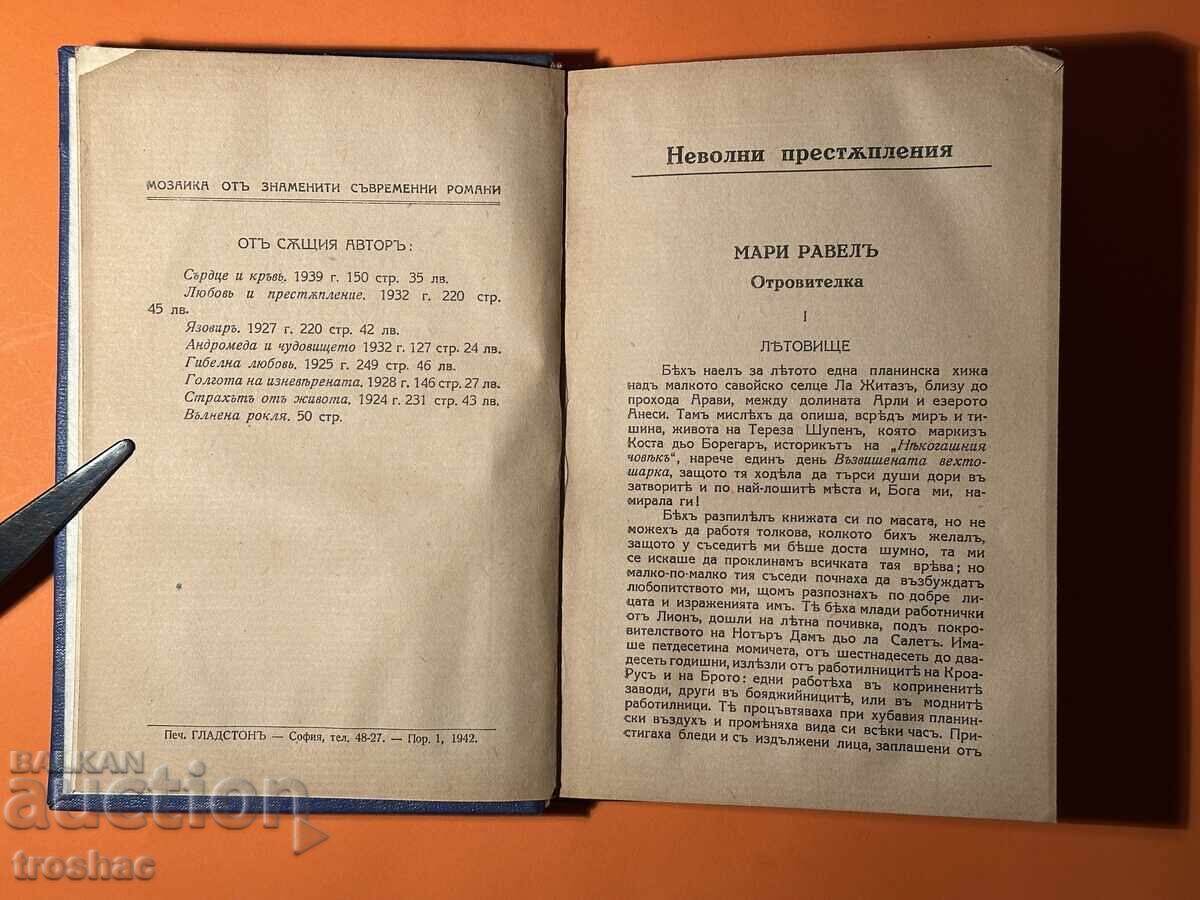 МОЗАИКА ОТЪ ЗНАМЕНИТИ СЪВРЕМЕННИ РОМАНИ
ОТЪ СѪЩИЯ АВТОРЪ:
Сърдце и кръвь. 1939 г. 150 стр. 35 лв.
Любовь и престѫпление. 1932 г. 220 стр.
45 лв.
Язовиръ. 1927 г. 220 стр. 42 лв.
Андромеда и чудовището 1932 г. 127 стр. 24 лв.
Гибелна любовь. 1925 г. 249 стр. 46 лв.
Голгота на изневѣрената. 1928 г. 146 стр. 27 лв.
Страхътъ отъ живота. 1924 г. 231 стр. 43 лв.
Вълнена рокля. 50 стр.
Печ. ГЛАДСТОНЪ — София, тел. 48-27. — Пор. 1, 1942.
Неволни престѫпления
МАРИ РАВЕЛЪ
Отровителка
I
ЛѢТОВИЩЕ
Бѣхъ наелъ за лѣтото една планинска хижа
надъ малкото савойско селце Ла Житазъ, близу до
прохода Арави, между долината Арли и езерото
Анеси. Тамъ мислѣхъ да опиша, всрѣдъ миръ и ти-
шина, живота на Тереза Шупенъ, която маркизъ
Коста дьо Борегаръ, историкътъ на „Нѣкогашния
човѣкъ“, нарече единъ день Възвишената вехто-
шарка, защото тя ходѣла да търси души дори въ
затворитѣ и по най-лошитѣ мѣста и, Бога ми, на-
мирала ги!
Бѣхъ разпилѣлъ книжата си по масата, но не
можехъ да работя толкова, колкото бихъ желалъ,
защото у съседитѣ ми бѣше доста шумно, та ми
се искаше да проклинамъ всичката тая врѣва; но
малко-по-малко тия съседи почнаха да възбуждатъ
любопитството ми, щомъ разпознахъ по добре ли-
цата и израженията имъ. Тѣ бѣха млади работнички
отъ Лионъ, дошли на лѣтна почивка, подъ покро-
вителството на Нотъръ Дамъ дьо ла Салетъ. Има-
ше петдесетина момичета, отъ шестнадесеть до два-
десеть годишни, излѣзли отъ работилницитѣ на Кроа-
Русъ и на Брото: едни работѣха въ копринените
заводи, други въ бояджийницитѣ, или въ моднитѣ
работилници. Тѣ процъвтяваха при хубавия планин-
ски въздухъ и промѣняха вида си всѣки часъ. При-
стигаха бледи и съ издължени лица, заплашени отъ
BALKAN
auction
troshac